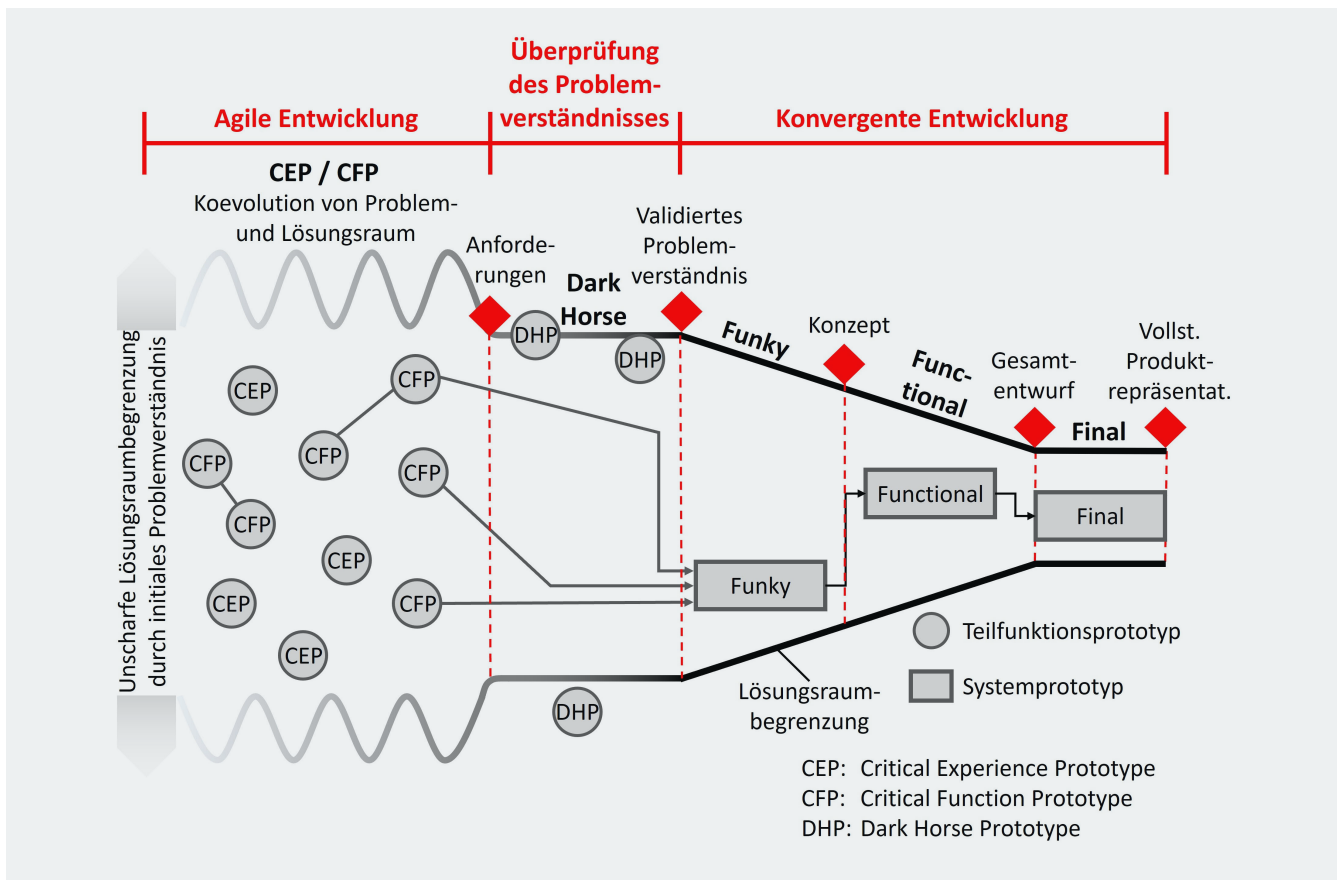 Überprüfung
des Problem-
verständnisses
Agile Entwicklung
Konvergente Entwicklung
CEP / CFP
Koevolution von Problem-
und Lösungsraum
Anforde-
rungen
Dark
Horse
Validiertes
Problem-
verständnis
Funky
Konzept
Func-
tional
Gesamt-
entwurf
Final
Vollst.
Produkt-
repräsentat.
Unscharfe Lösungsraumbegrenzung
durch initiales Problemverständnis
DHP
DHP
CEP
CFP
CFP
CFP
CFP
CFP
CEP
CEP
CFP
CEP
DHP
Funky
Functional
Final
Lösungsraum-
begrenzung
Teilfunktionsprototyp
Systemprototyp
CEP: Critical Experience Prototype
CFP: Critical Function Prototype
DHP: Dark Horse Prototype